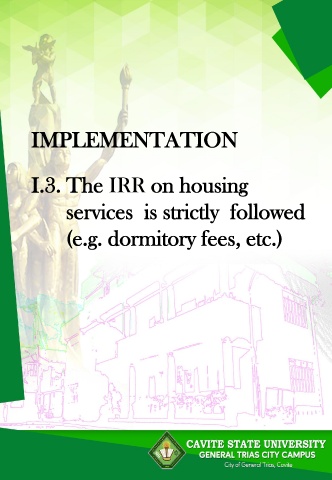 IMPLEMENTATION
I.3. The IRR on housing
services is strictly followed
(e.g. dormitory fees, etc.)
CAVITE STATE UNIVERSITY
GENERAL TRIAS CITY CAMPUS
City of General Trias, Cavite